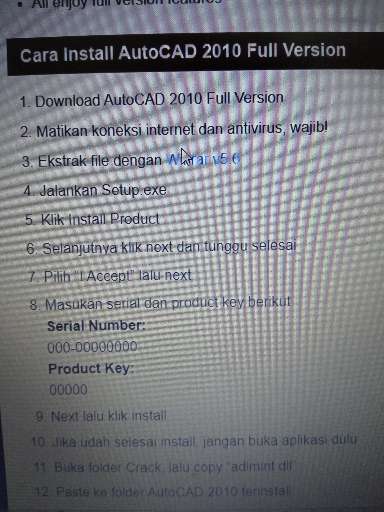 All enjoy full version features
Cara Install AutoCAD 2010 Full Version
1. Download AutoCAD 2010 Full Version
2. Matikan koneksi internet dan antivirus, wajib!
3. Ekstrak file dengan Winrar v5.6
4. Jalankan Setup.exe
5. Klik Install Product
6. Selanjutnya klik next dan tunggu selesai
7. Pilih "I Accept" lalu next
8. Masukan serial dan product key berikut
Serial Number:
000-00000000
Product Key:
00000
9. Next lalu klik install
10. Jika udah selesai install, jangan buka aplikasi dulu
11. Buka folder Crack, lalu copy "adlmint.dll"
12. Paste ke folder AutoCAD 2010 terinstall